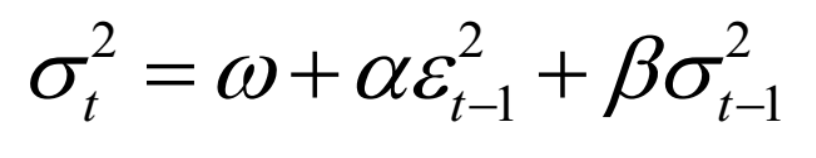 σ_t^2 = ω + αε_{t−1}^2 + βσ_{t−1}^2